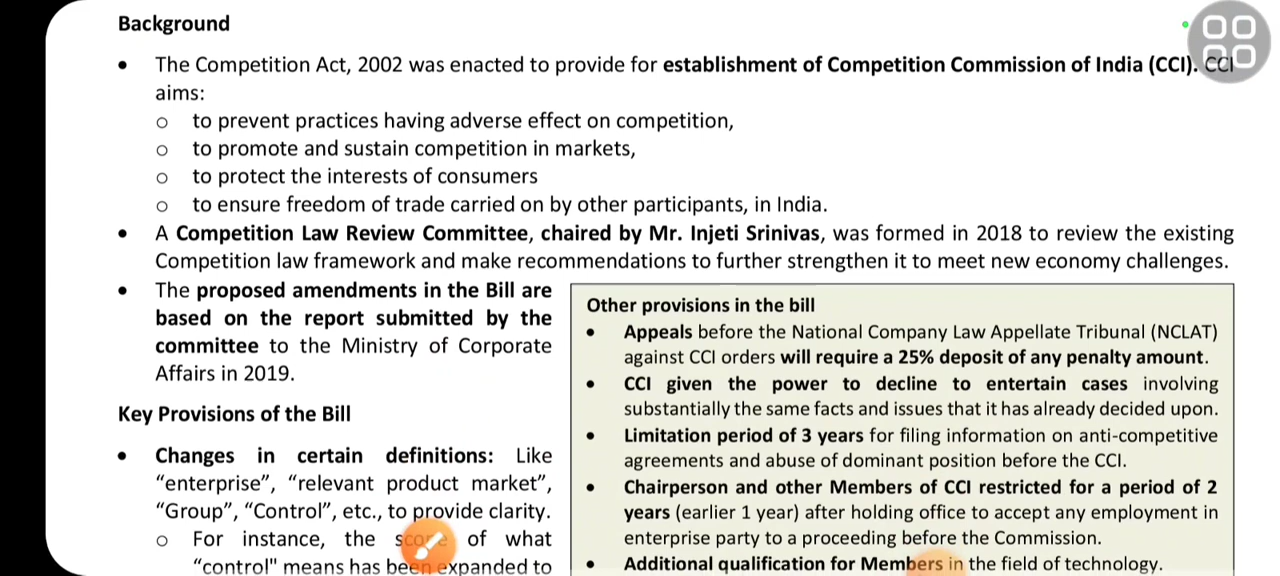 Background
• The Competition Act, 2002 was enacted to provide for establishment of Competition Commission of India (CCI). CCI
aims:
o to prevent practices having adverse effect on competition,
o to promote and sustain competition in markets,
o to protect the interests of consumers
o to ensure freedom of trade carried on by other participants, in India.
• A Competition Law Review Committee, chaired by Mr. Injeti Srinivas, was formed in 2018 to review the existing
Competition law framework and make recommendations to further strengthen it to meet new economy challenges.
• The proposed amendments in the Bill are
based on the report submitted by the
committee to the Ministry of Corporate
Affairs in 2019.
Key Provisions of the Bill
• Changes in certain definitions: Like
"enterprise", "relevant product market",
"Group", "Control", etc., to provide clarity.
o For instance, the of what
"control" means has been expanded to
Other provisions in the bill
• Appeals before the National Company Law Appellate Tribunal (NCLAT)
against CCI orders will require a 25% deposit of any penalty amount.
• CCI given the power to decline to entertain cases involving
substantially the same facts and issues that it has already decided upon.
• Limitation period of 3 years for filing information on anti-competitive
agreements and abuse of dominant position before the CCI.
• Chairperson and other Members of CCI restricted for a period of 2
years (earlier 1 year) after holding office to accept any employment in
enterprise party to a proceeding before the Commission.
• Additional qualification for Members in the field of technology.